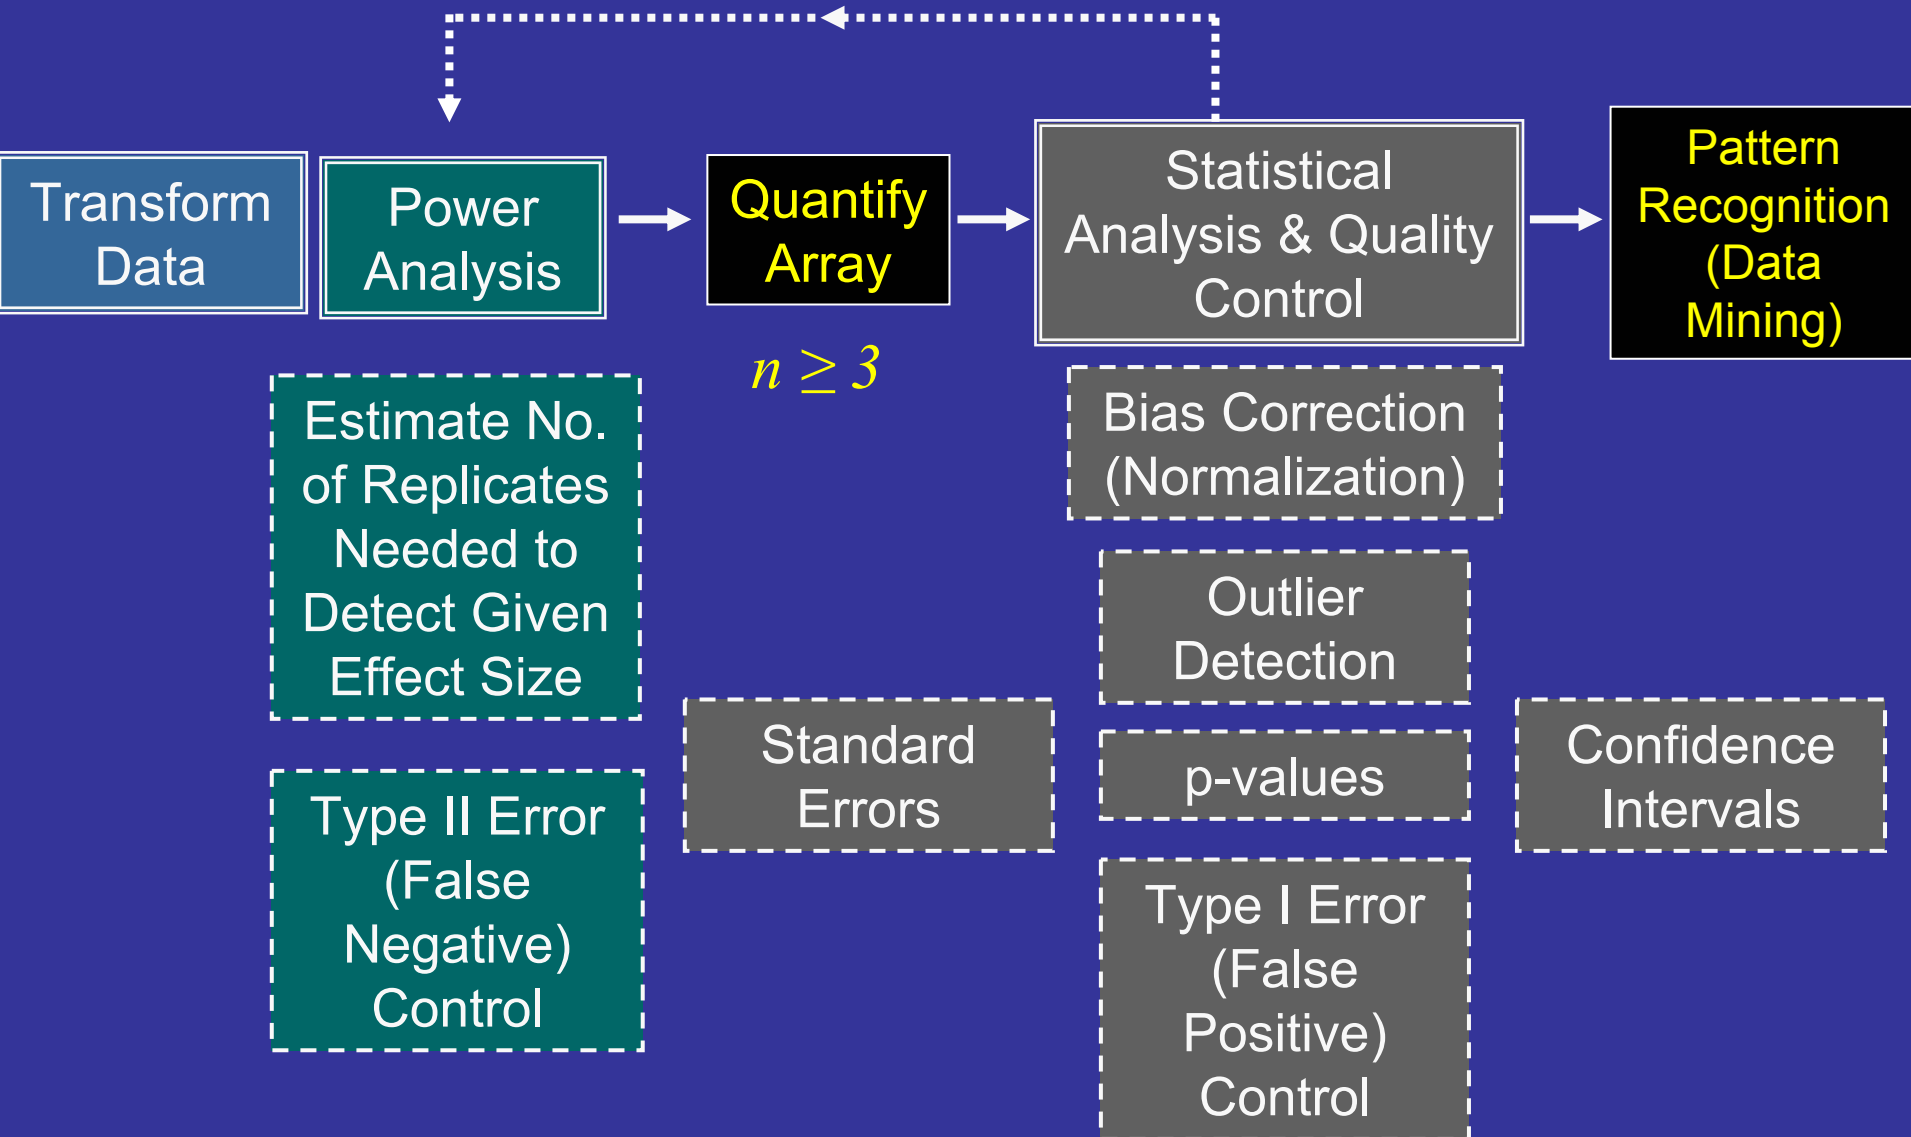 Transform
Data
Power
Analysis
Quantify
Array
n ≥ 3
Statistical
Analysis & Quality
Control
Pattern
Recognition
(Data
Mining)
Estimate No.
of Replicates
Needed to
Detect Given
Effect Size
Type II Error
(False
Negative)
Control
Standard
Errors
Bias Correction
(Normalization)
Outlier
Detection
p-values
Type I Error
(False
Positive)
Control
Confidence
Intervals